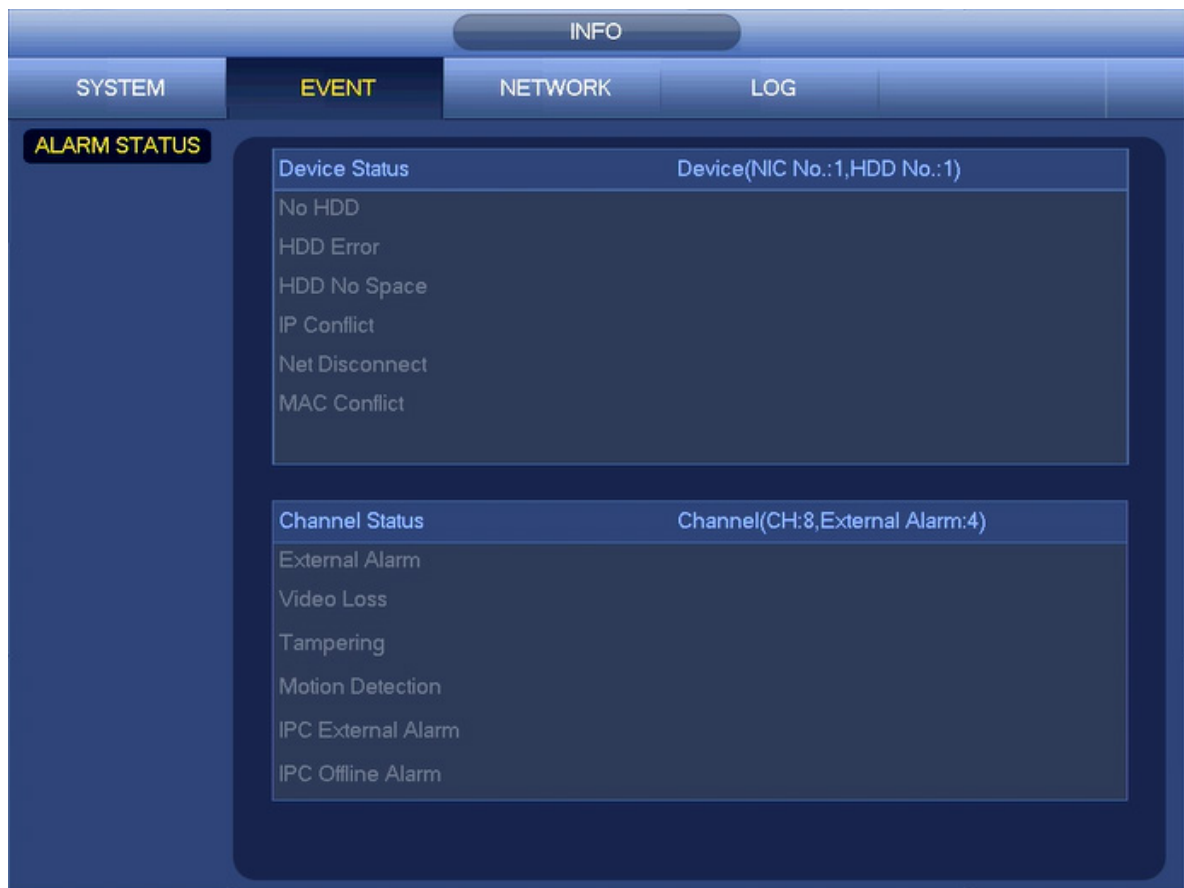 INFO
SYSTEM EVENT NETWORK LOG
ALARM STATUS
Device Status Device(NIC No.:1,HDD No.:1)
No HDD
HDD Error
HDD No Space
IP Conflict
Net Disconnect
MAC Conflict
Channel Status Channel(CH:8,External Alarm:4)
External Alarm
Video Loss
Tampering
Motion Detection
IPC External Alarm
IPC Offline Alarm